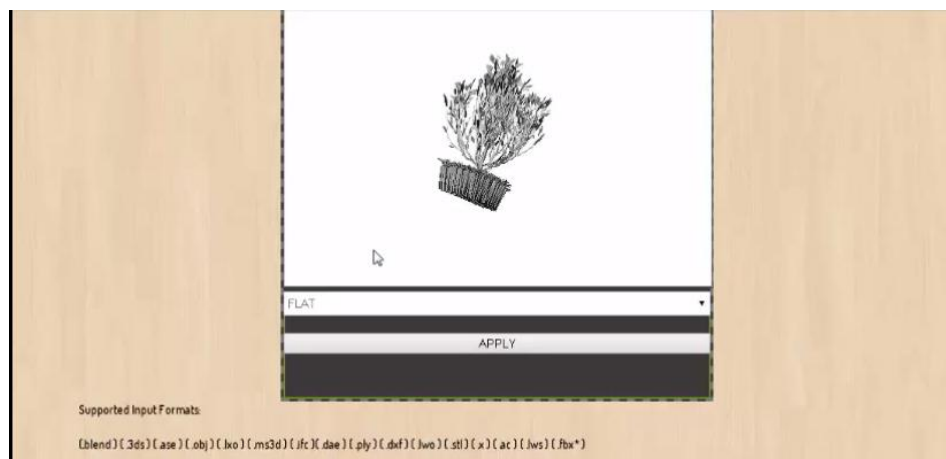 FLAT
APPLY
Supported Input Formats:
(.blend) ( .3ds) ( .ase) ( .obj) ( .lxo) ( .ms3d) ( .ifc )( .dae) ( .ply) ( .dxf) ( .lwo) ( .stl) ( .x) ( .ac) ( .lws) ( .fbx*)